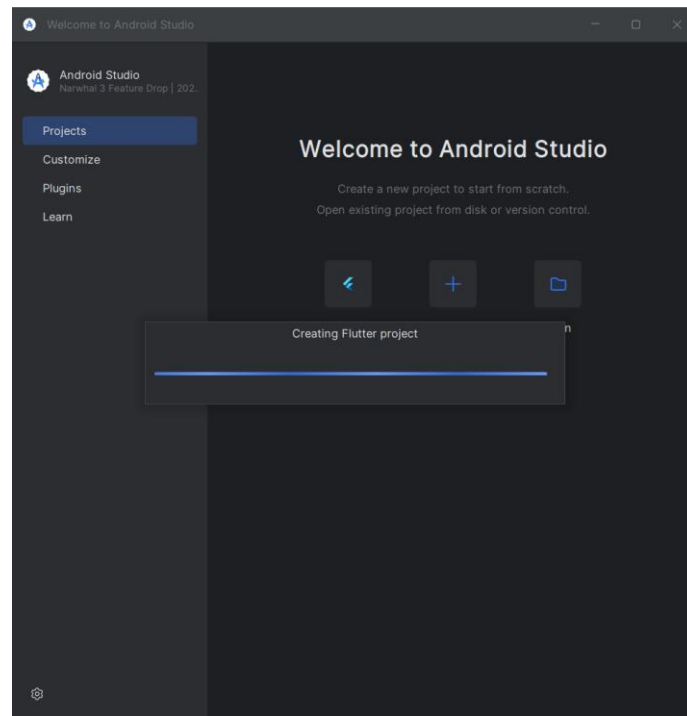 Welcome to Android Studio
Android Studio
Narwhal 3 Feature Drop | 202.
Projects
Customize
Plugins
Learn
Welcome to Android Studio
Create a new project to start from scratch.
Open existing project from disk or version control.
Creating Flutter project
n